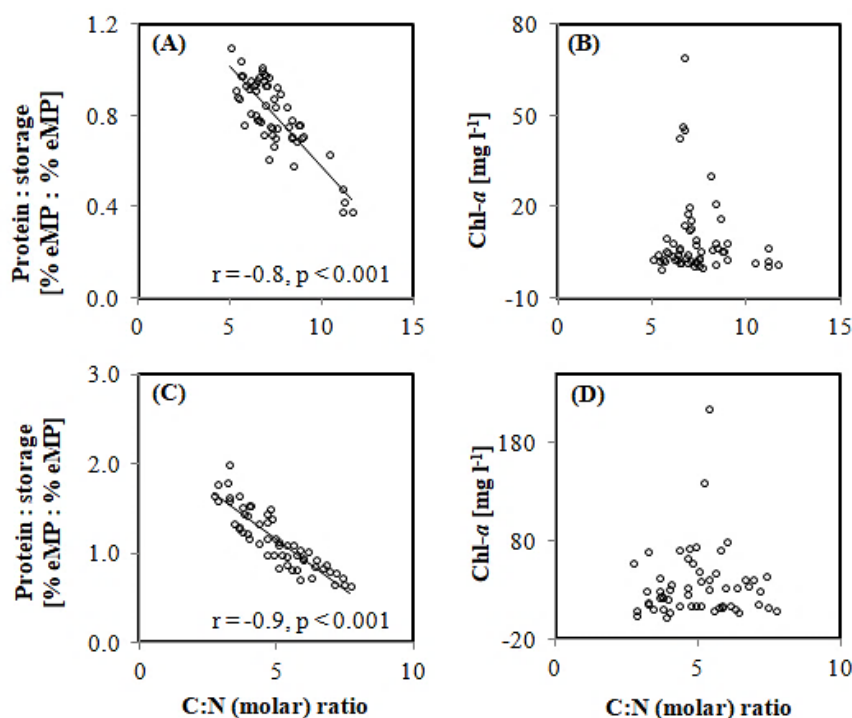 (A)
Protein : storage
[% eMP : % eMP]
1.2
0.8
0.4
0.0
r = -0.8, p < 0.001
0
5
10
15
(B)
Chl-a [mg l⁻¹]
80
50
20
-10
0
5
10
15
(C)
Protein : storage
[% eMP : % eMP]
3.0
2.0
1.0
0.0
r = -0.9, p < 0.001
0
5
10
C:N (molar) ratio
(D)
Chl-a [mg l⁻¹]
180
80
-20
0
5
10
C:N (molar) ratio